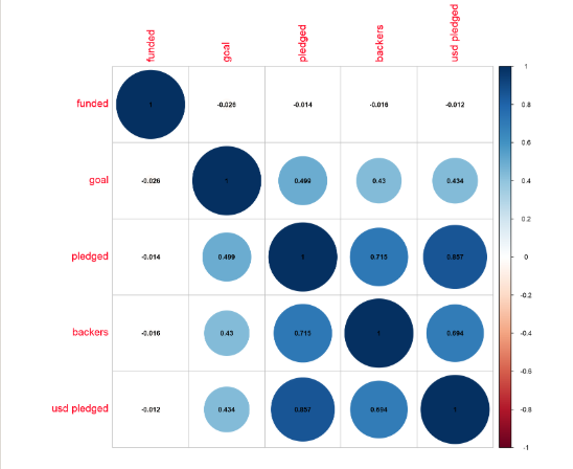 funded goal pledged backers usd pledged
funded 1 -0.026 -0.014 -0.016 -0.012
goal -0.026 1 0.499 0.43 0.434
pledged -0.014 0.499 1 0.715 0.857
backers -0.016 0.43 0.715 1 0.694
usd pledged -0.012 0.434 0.857 0.694 1
1
0.8
0.6
0.4
0.2
0
-0.2
-0.4
-0.6
-0.8
-1